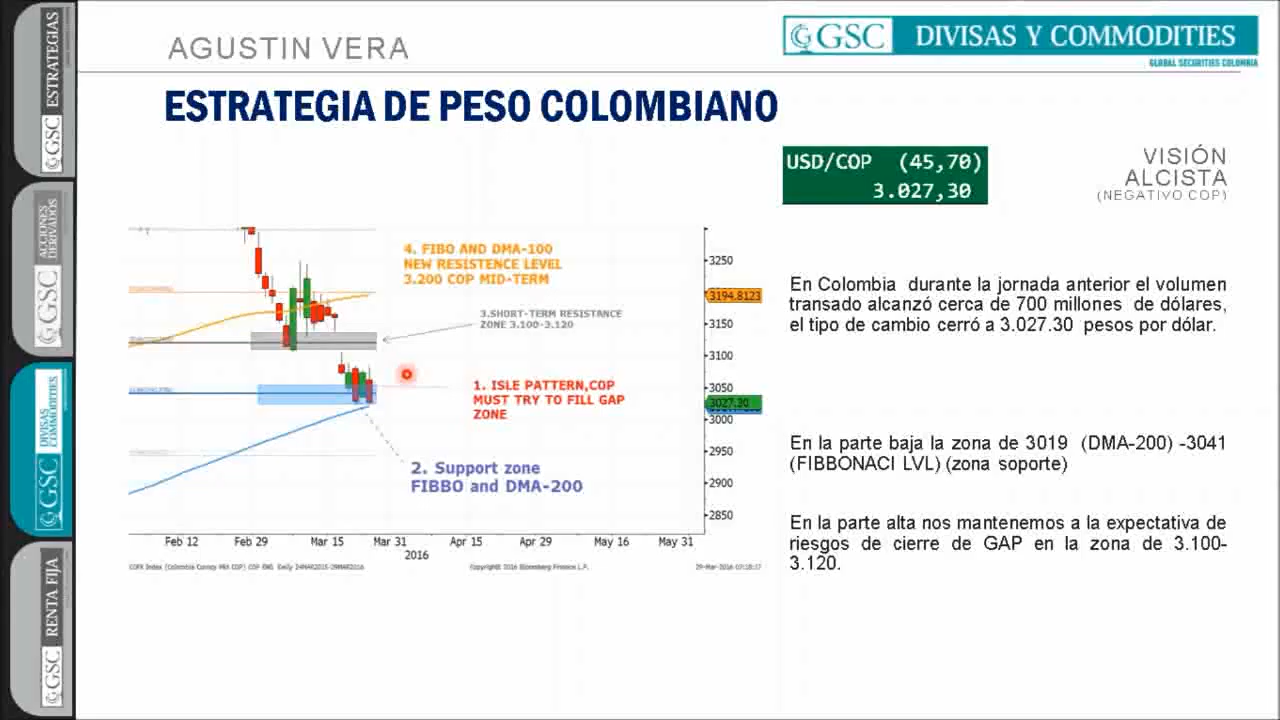 AGUSTIN VERA
GSC DIVISAS Y COMMODITIES
GLOBAL SECURITIES COLOMBIA
ESTRATEGIA DE PESO COLOMBIANO
USD/COP (45,70)
3.027,30
VISIÓN
ALCISTA
(NEGATIVO COP)
GSC ESTRATEGIAS
GSC ACCIONES
DERIVADOS
GSC DIVISAS
COMMODITIES
GSC RENTA FIJA
4. FIBO AND DMA-100
NEW RESISTENCE LEVEL
3.200 COP MID-TERM
3.SHORT-TERM RESISTANCE
ZONE 3.100-3.120
1. ISLE PATTERN,COP
MUST TRY TO FILL GAP
ZONE
2. Support zone
FIBBO and DMA-200
3250
3194.8123
3150
3100
3050
3027.30
3000
2950
2900
2850
Feb 12 Feb 29 Mar 15 Mar 31 Apr 15 Apr 29 May 16 May 31
2016
Copyright© 2016 Bloomberg Finance L.P.
En Colombia durante la jornada anterior el volumen
transado alcanzó cerca de 700 millones de dólares,
el tipo de cambio cerró a 3.027.30 pesos por dólar.
En la parte baja la zona de 3019 (DMA-200) -3041
(FIBBONACI LVL) (zona soporte)
En la parte alta nos mantenemos a la expectativa de
riesgos de cierre de GAP en la zona de 3.100-
3.120.